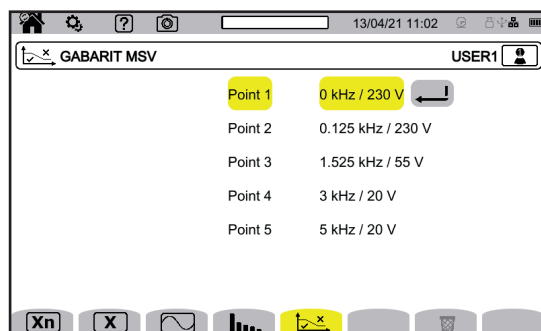 ? 13/04/21 11:02
GABARIT MSV USER1
Point 1 0 kHz / 230 V
Point 2 0.125 kHz / 230 V
Point 3 1.525 kHz / 55 V
Point 4 3 kHz / 20 V
Point 5 5 kHz / 20 V
Xn X